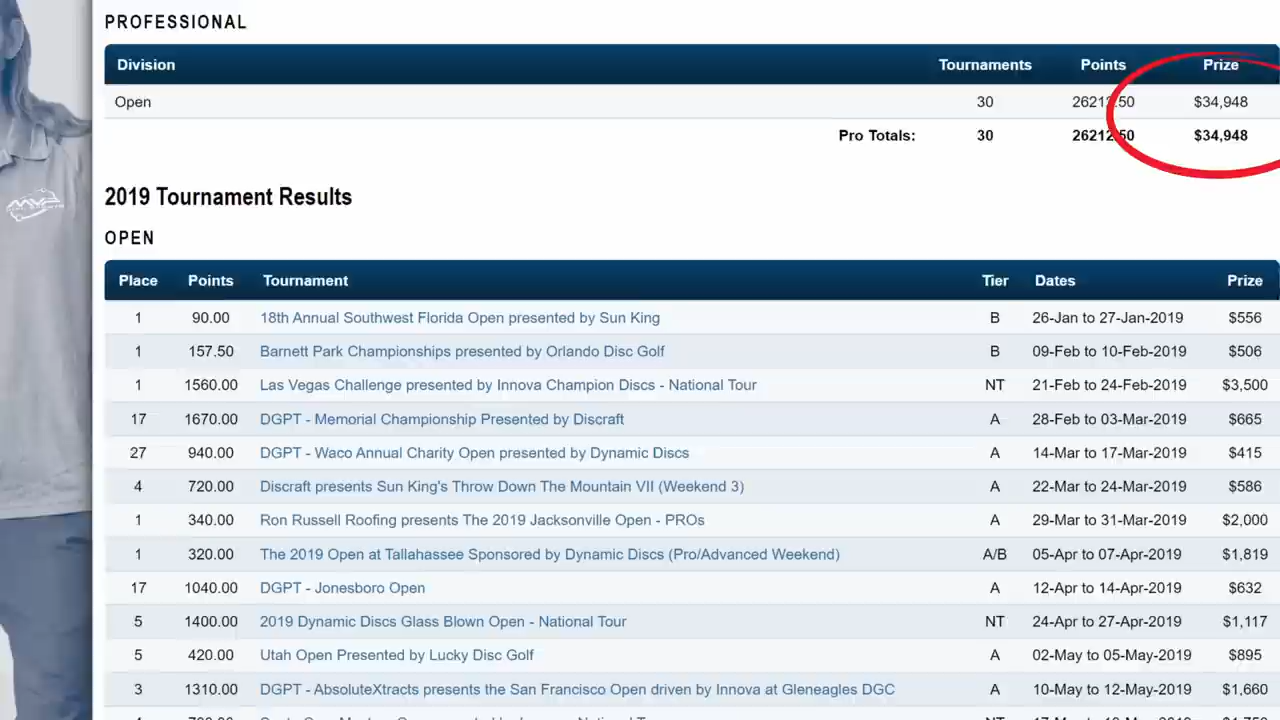 PROFESSIONAL
Division Tournaments Points Prize
Open 30 26212.50 $34,948
Pro Totals: 30 26212.50 $34,948
2019 Tournament Results
OPEN
Place Points Tournament Tier Dates Prize
1 90.00 18th Annual Southwest Florida Open presented by Sun King B 26-Jan to 27-Jan-2019 $556
1 157.50 Barnett Park Championships presented by Orlando Disc Golf B 09-Feb to 10-Feb-2019 $506
1 1560.00 Las Vegas Challenge presented by Innova Champion Discs - National Tour NT 21-Feb to 24-Feb-2019 $3,500
17 1670.00 DGPT - Memorial Championship Presented by Discraft A 28-Feb to 03-Mar-2019 $665
27 940.00 DGPT - Waco Annual Charity Open presented by Dynamic Discs A 14-Mar to 17-Mar-2019 $415
4 720.00 Discraft presents Sun King's Throw Down The Mountain VII (Weekend 3) A 22-Mar to 24-Mar-2019 $586
1 340.00 Ron Russell Roofing presents The 2019 Jacksonville Open - PROs A 29-Mar to 31-Mar-2019 $2,000
1 320.00 The 2019 Open at Tallahassee Sponsored by Dynamic Discs (Pro/Advanced Weekend) A/B 05-Apr to 07-Apr-2019 $1,819
17 1040.00 DGPT - Jonesboro Open A 12-Apr to 14-Apr-2019 $632
5 1400.00 2019 Dynamic Discs Glass Blown Open - National Tour NT 24-Apr to 27-Apr-2019 $1,117
5 420.00 Utah Open Presented by Lucky Disc Golf A 02-May to 05-May-2019 $895
3 1310.00 DGPT - AbsoluteXtracts presents the San Francisco Open driven by Innova at Gleneagles DGC A 10-May to 12-May-2019 $1,660